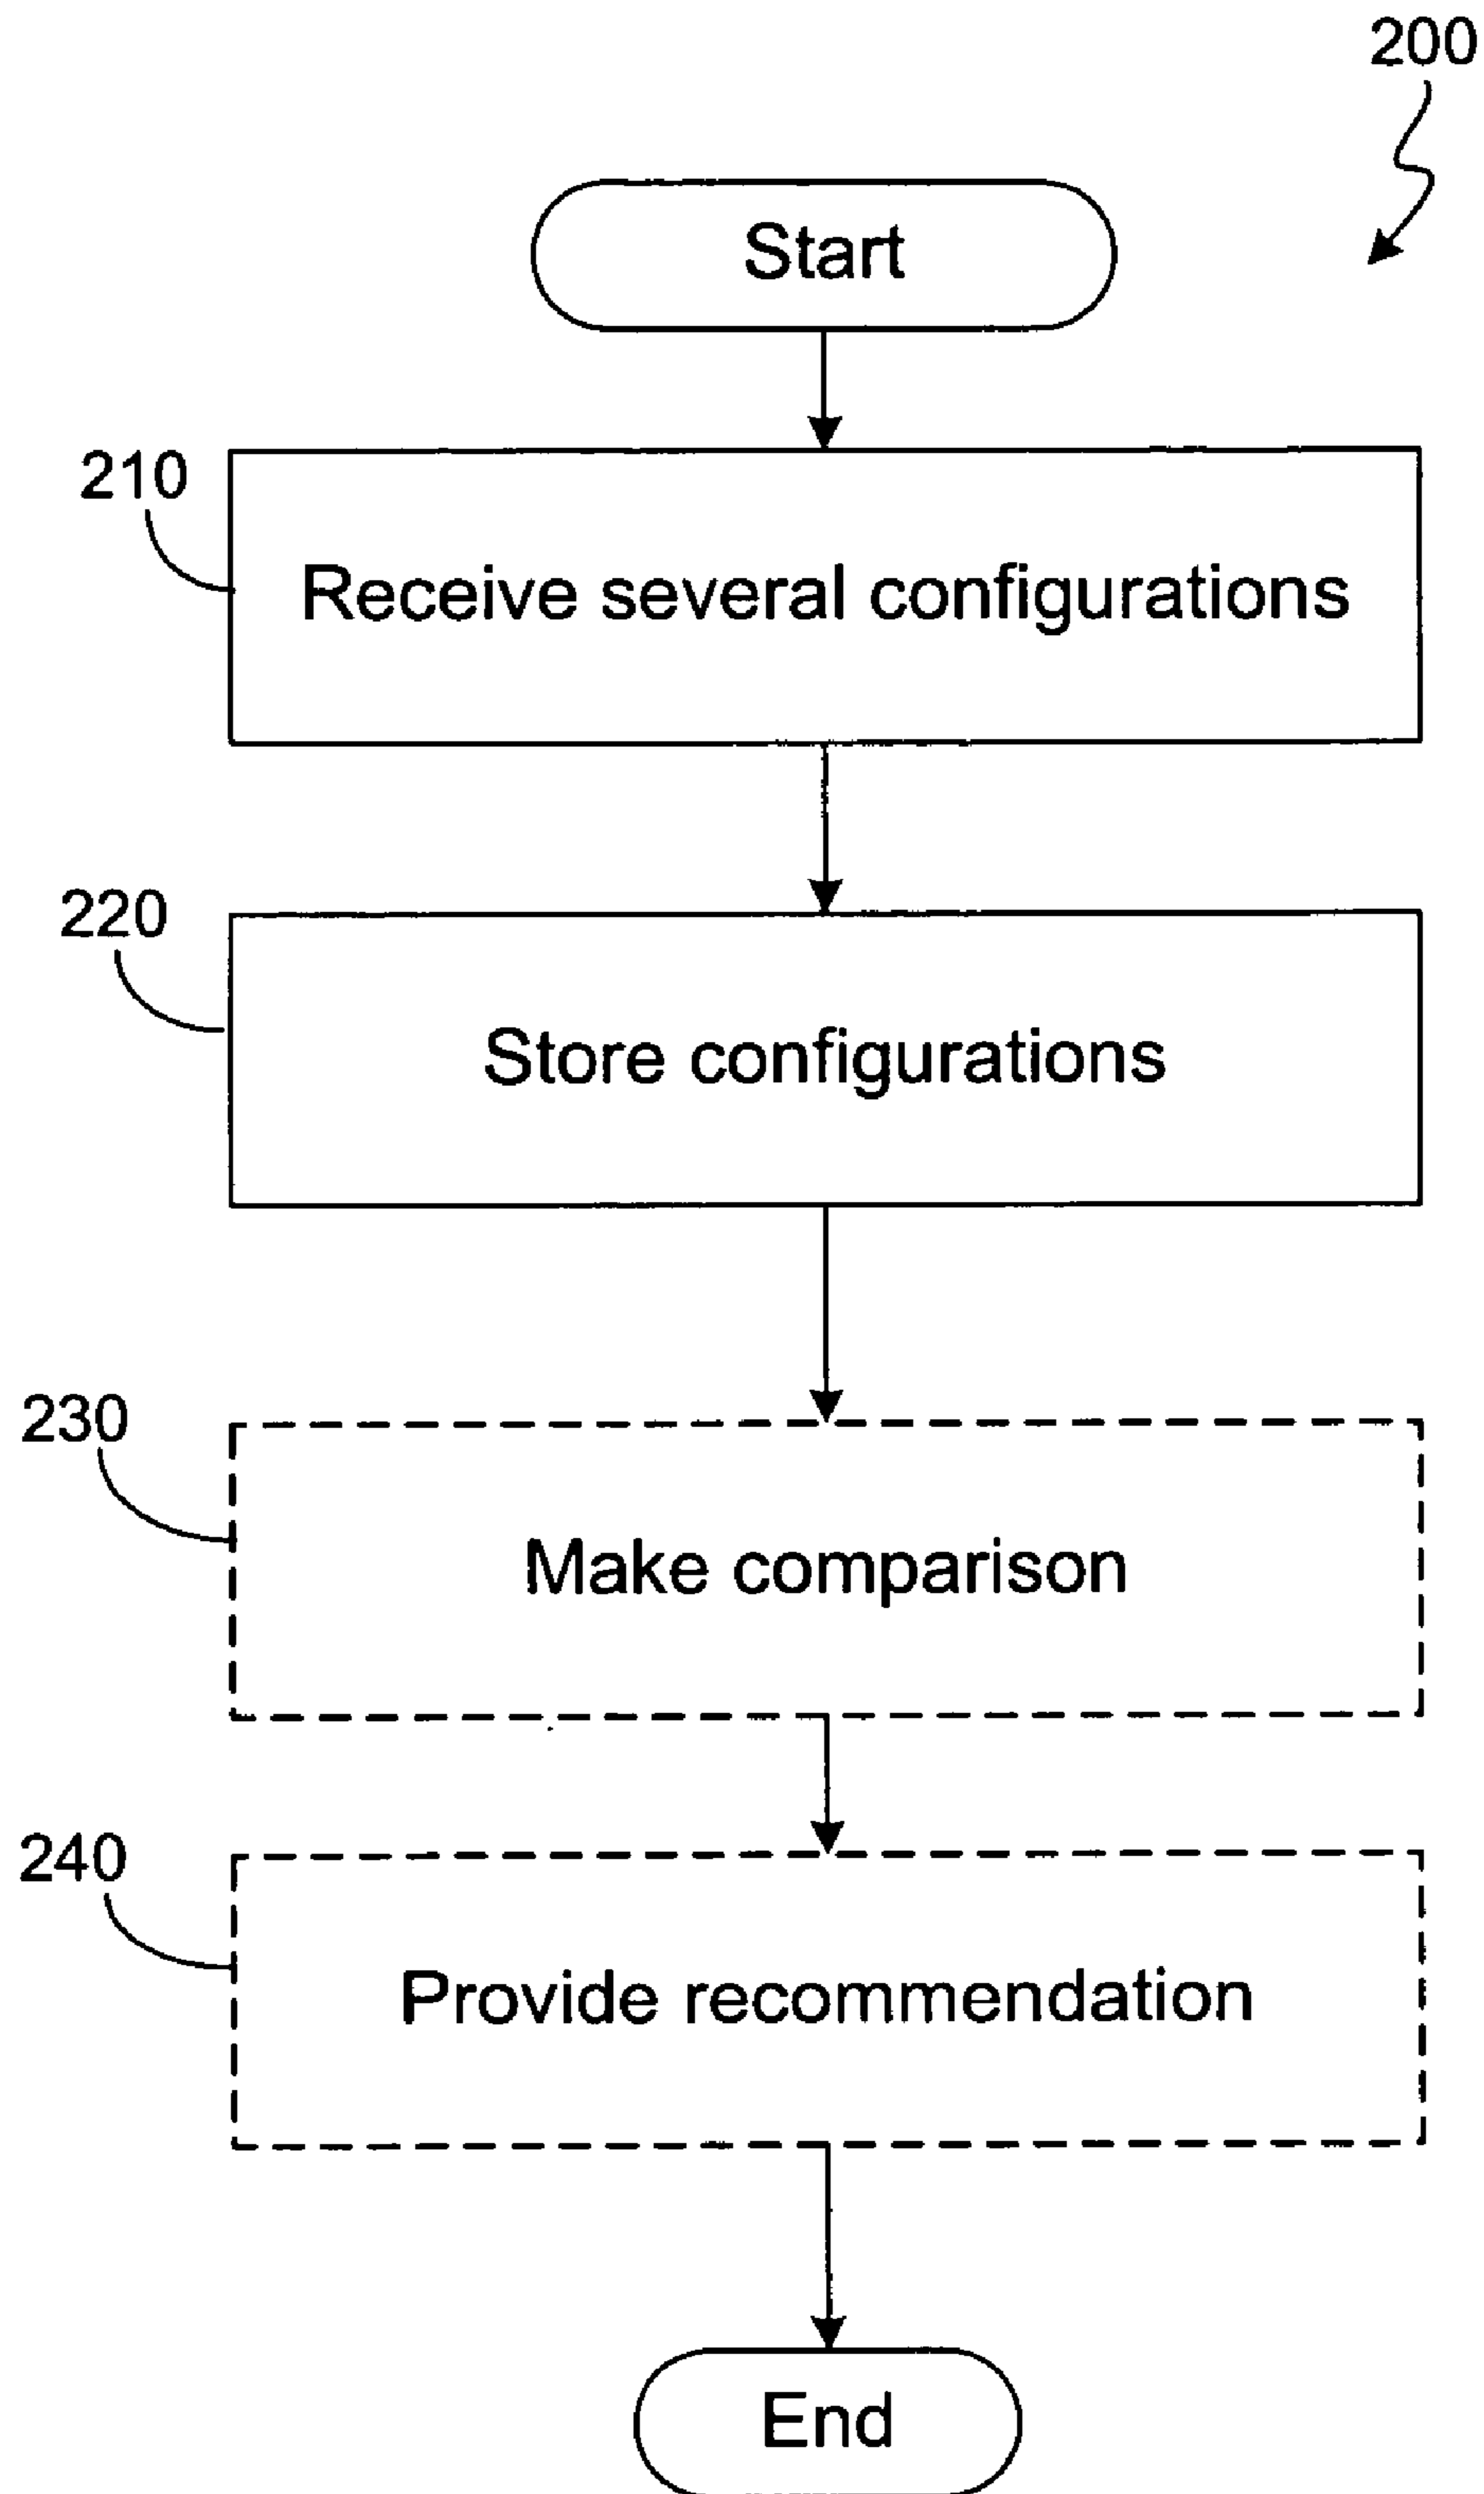 200
Start
210
Receive several configurations
220
Store configurations
230
Make comparison
240
Provide recommendation
End